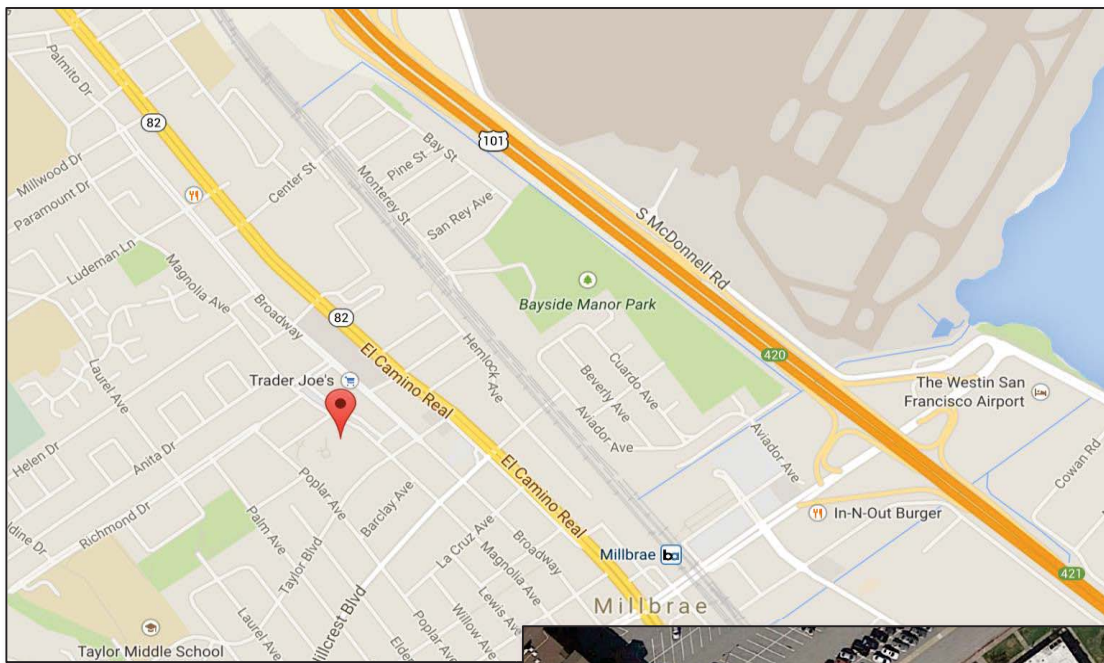 Palmito Dr
82
Millwood Dr
Paramount Dr
Ludeman Ln
Center St
Monterey St
Pine St
Bay St
San Rey Ave
101
S McDonnell Rd
Magnolia Ave
Broadway
82
El Camino Real
Bayside Manor Park
Hemlock Ave
Laurel Ave
Trader Joe's
Cuardo Ave
Beverly Ave
Aviador Ave
420
The Westin San
Francisco Airport
Helen Dr
Anita Dr
Richmond Dr
Poplar Ave
Barclay Ave
El Camino Real
Aviador Ave
Cowan Rd
In-N-Out Burger
dine Dr
Palm Ave
Taylor Blvd
Hillcrest Blvd
La Cruz Ave
Broadway
Magnolia Ave
Lewis Ave
Willow Ave
Poplar Ave
Millbrae ba
Millbrae
421
Laurel Ave
Taylor Middle School